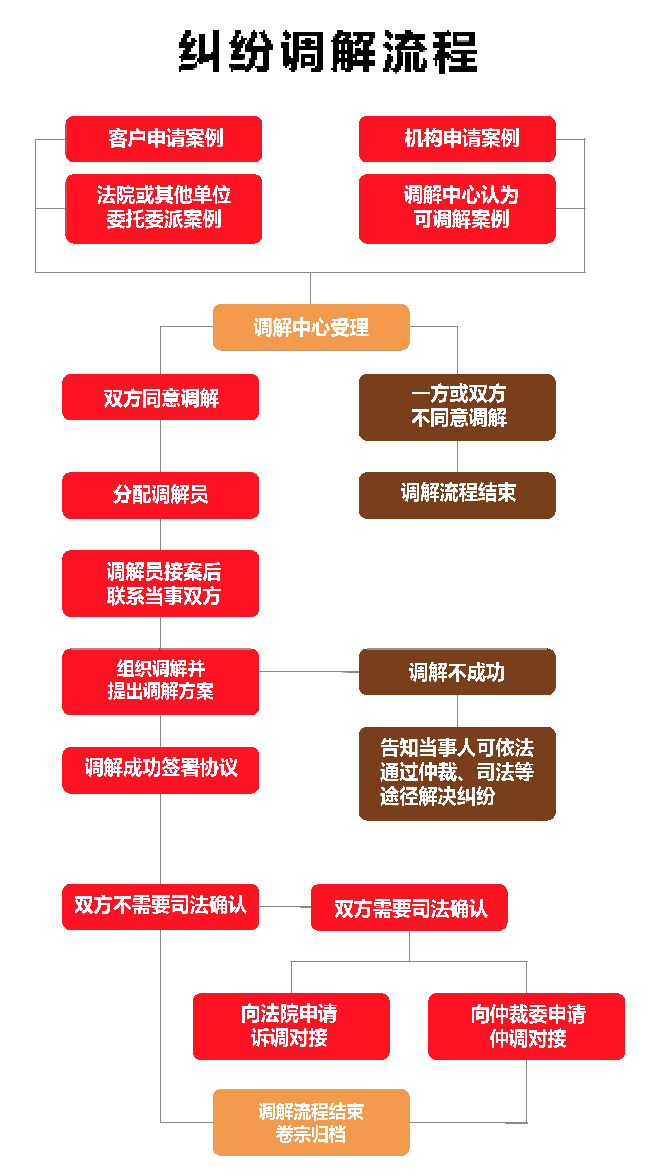 纠纷调解流程
客户申请案例
机构申请案例
法院或其他单位
委托委派案例
调解中心认为
可调解案例
调解中心受理
双方同意调解
一方或双方
不同意调解
分配调解员
调解流程结束
调解员接案后
联系当事双方
组织调解并
提出调解方案
调解不成功
调解成功签署协议
告知当事人可依法
通过仲裁、司法等
途径解决纠纷
双方不需要司法确认
双方需要司法确认
向法院申请
诉调对接
向仲裁委申请
仲调对接
调解流程结束
卷宗归档